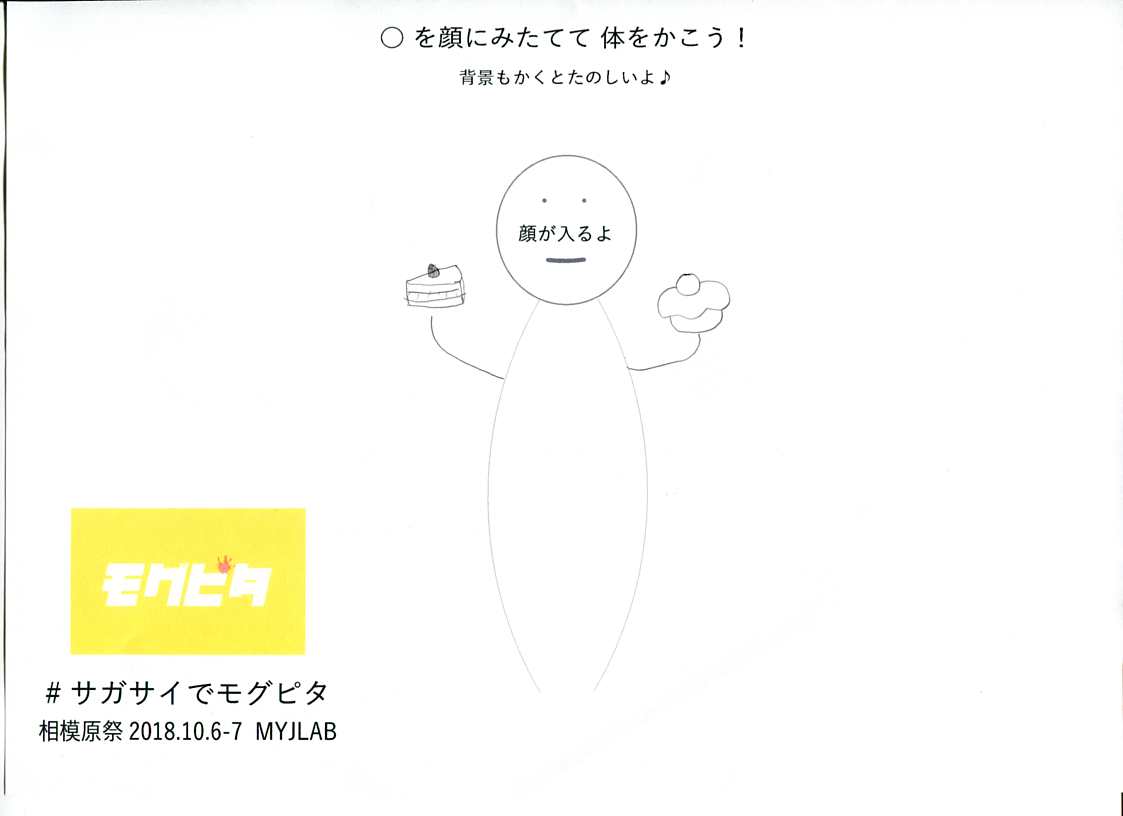 ○ を顔にみたてて 体をかこう！
背景もかくとたのしいよ♪
顔が入るよ
モグピタ
# サガサイでモグピタ
相模原祭 2018.10.6-7 MYJLAB